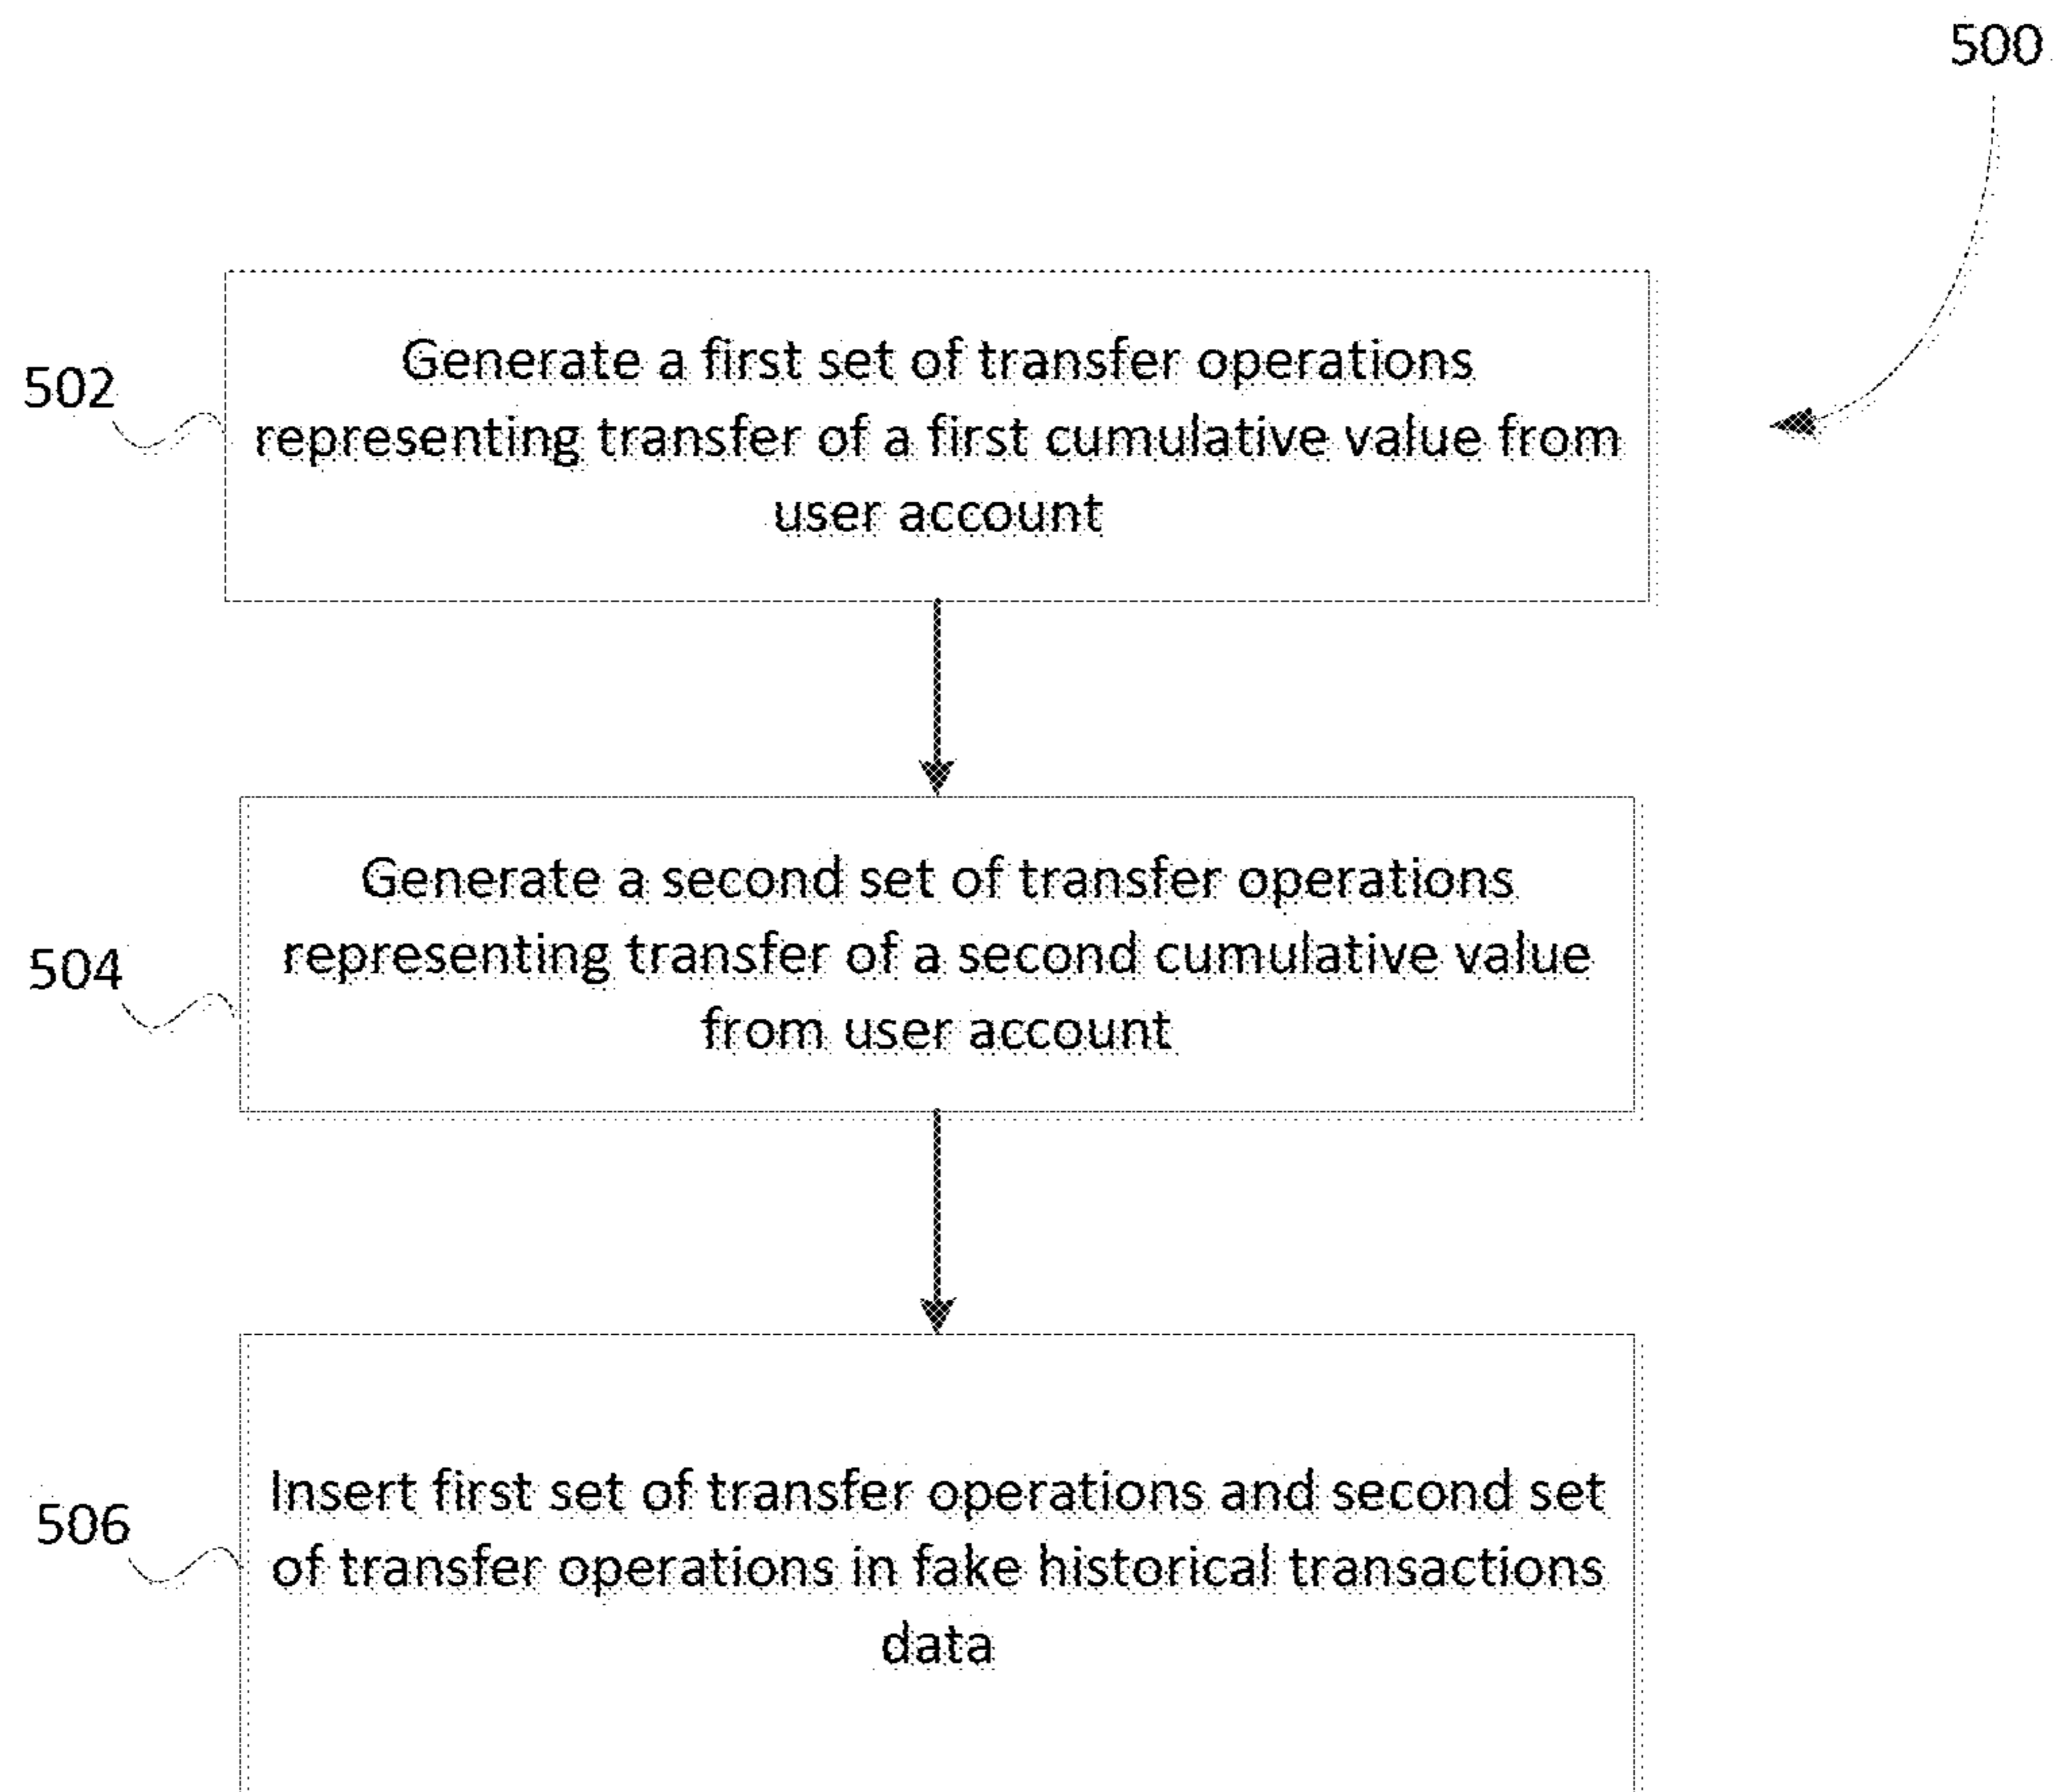 500
502
Generate a first set of transfer operations
representing transfer of a first cumulative value from
user account
504
Generate a second set of transfer operations
representing transfer of a second cumulative value
from user account
506
Insert first set of transfer operations and second set
of transfer operations in fake historical transactions
data